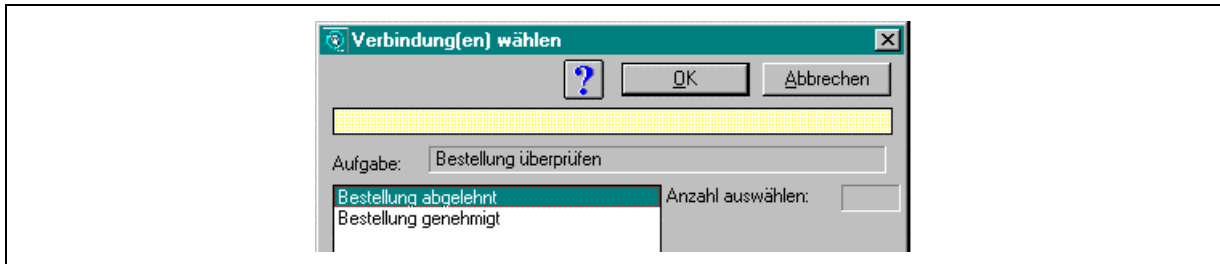 Verbindung(en) wählen
? OK Abbrechen
Aufgabe: Bestellung überprüfen
Bestellung abgelehnt Anzahl auswählen:
Bestellung genehmigt